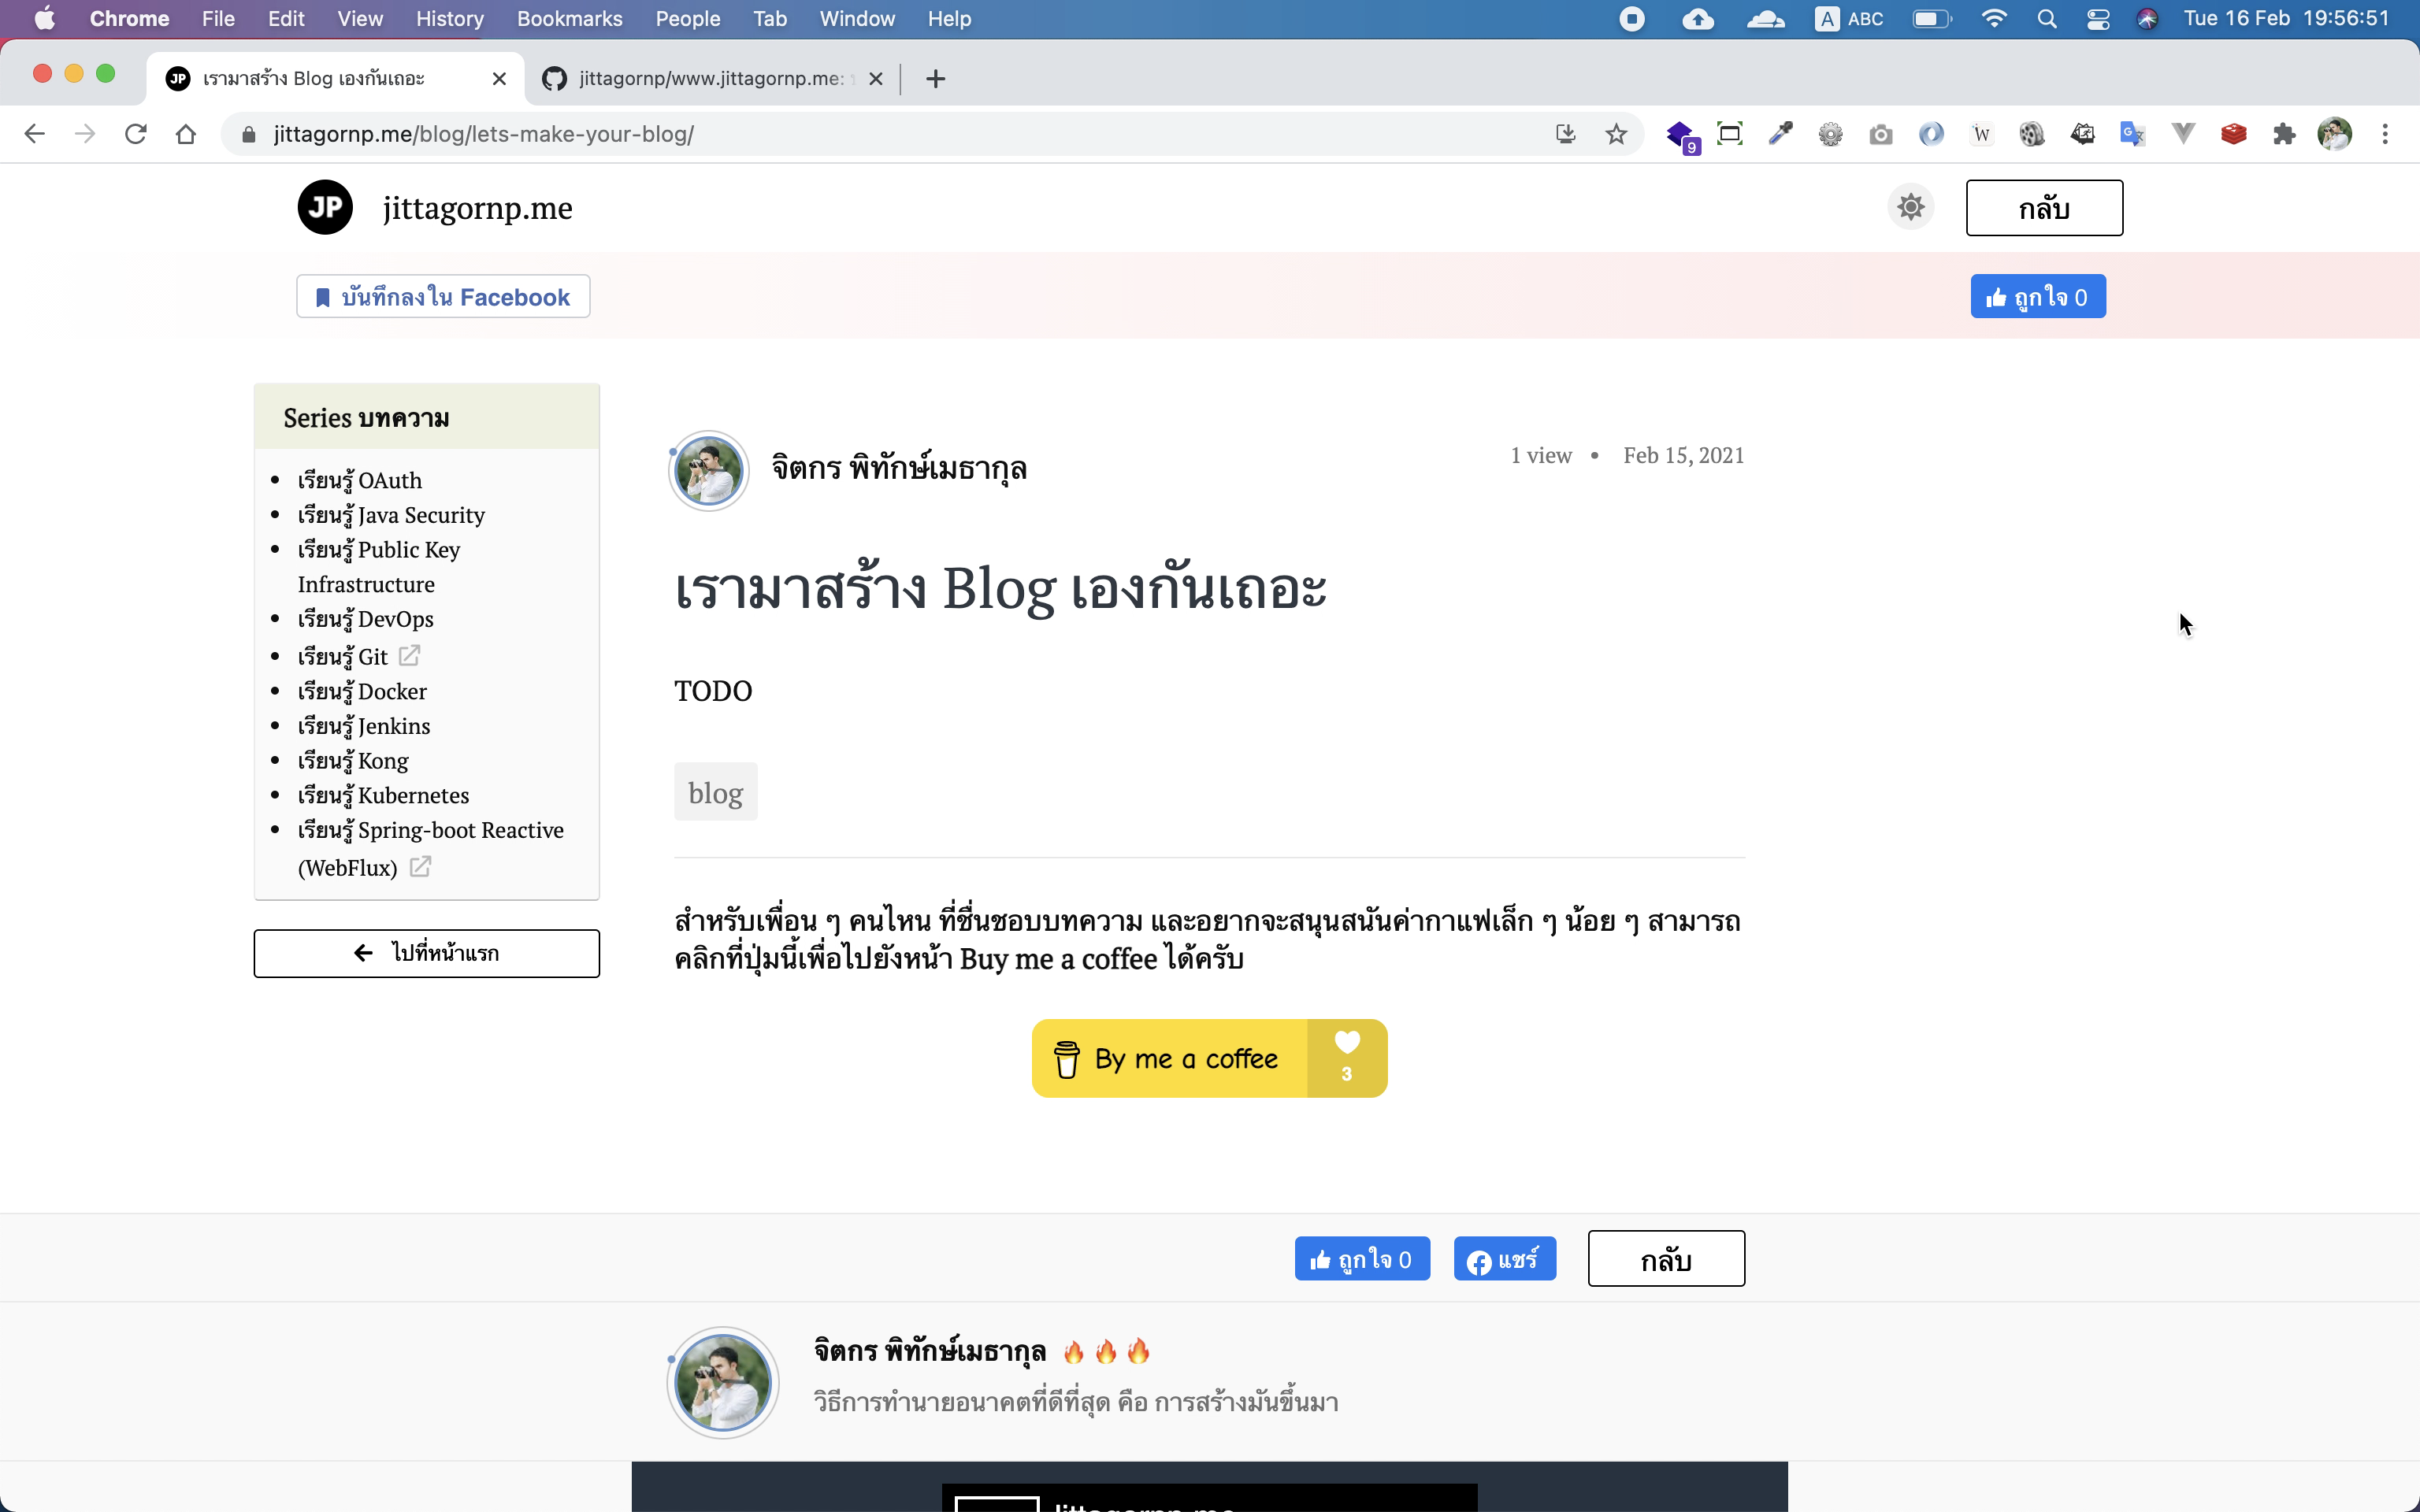 Chrome File Edit View History Bookmarks People Tab Window Help A ABC Tue 16 Feb 19:56:51
JP เรามาสร้าง Blog เองกันเถอะ jittagornp/www.jittagornp.me:
jittagornp.me/blog/lets-make-your-blog/ 9 W G
JP jittagornp.me กลับ
บันทึกลงใน Facebook ถูกใจ 0
Series บทความ
เรียนรู้ OAuth
เรียนรู้ Java Security
เรียนรู้ Public Key
Infrastructure
เรียนรู้ DevOps
เรียนรู้ Git
เรียนรู้ Docker
เรียนรู้ Jenkins
เรียนรู้ Kong
เรียนรู้ Kubernetes
เรียนรู้ Spring-boot Reactive
(WebFlux)
ไปที่หน้าแรก
จิตกร พิทักษ์เมธากุล 1 view • Feb 15, 2021
เรามาสร้าง Blog เองกันเถอะ
TODO
blog
สำหรับเพื่อน ๆ คนไหน ที่ชื่นชอบบทความ และอยากจะสนุนสนันค่ากาแฟเล็ก ๆ น้อย ๆ สามารถ
คลิกที่ปุ่มนี้เพื่อไปยังหน้า Buy me a coffee ได้ครับ
By me a coffee 3
ถูกใจ 0 แชร์ กลับ
จิตกร พิทักษ์เมธากุล 🔥 🔥 🔥
วิธีการทำนายอนาคตที่ดีที่สุด คือ การสร้างมันขึ้นมา